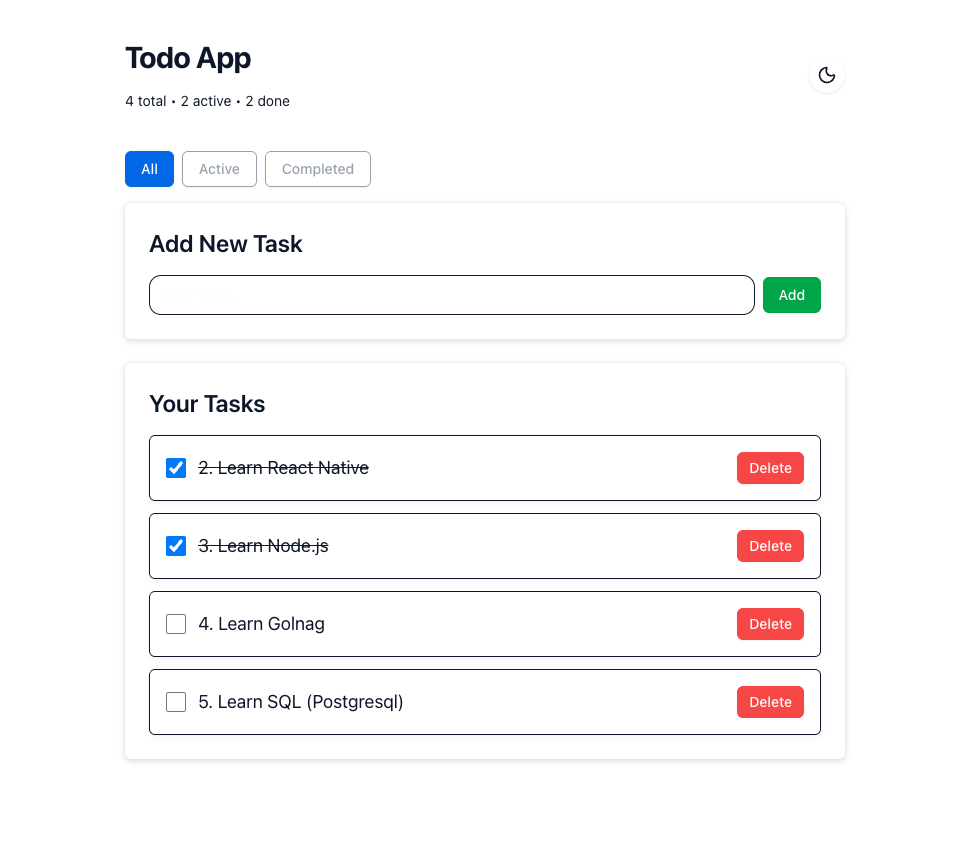 Todo App
4 total • 2 active • 2 done
All Active Completed
Add New Task
Add
Your Tasks
2. Learn React Native Delete
3. Learn Node.js Delete
4. Learn Golnag Delete
5. Learn SQL (Postgresql) Delete